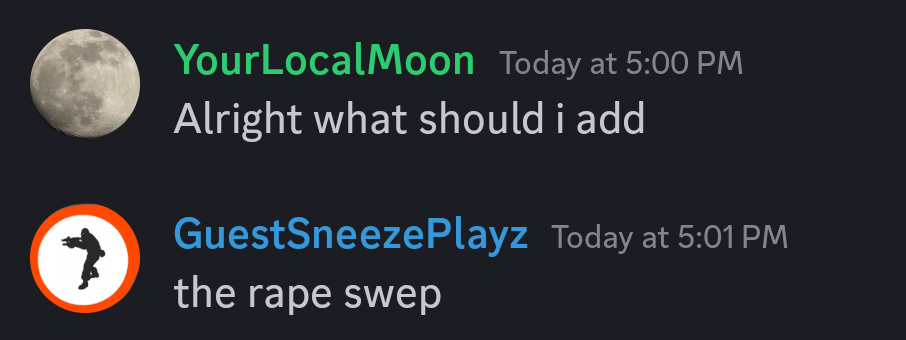 YourLocalMoon Today at 5:00 PM
Alright what should i add
GuestSneezePlayz Today at 5:01 PM
the rape swep